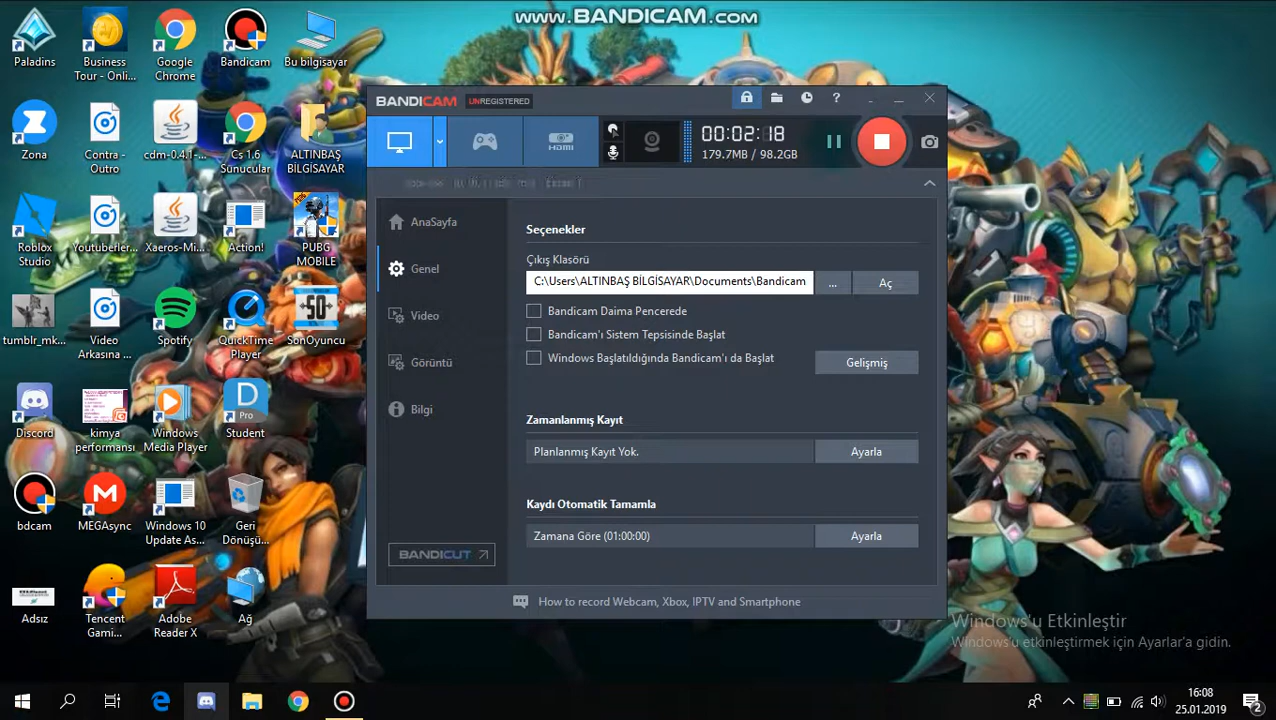 www.BANDICAM.com
Paladins
Business
Tour - Onli...
Google
Chrome
Bandicam
Bu bilgisayar
Zona
Contra -
Outro
cdm-0.4.1-...
Cs 1.6
Sunucular
ALTINBAŞ
BİLGİSAYAR
Roblox
Studio
Youtuberler...
Xaeros-Mi...
Action!
PUBG
MOBILE
tumblr_mk...
Video
Arkasına ...
Spotify
QuickTime
Player
SO
SonOyuncu
Discord
kimya
performansı
Windows
Media Player
D
Pro
Student
bdcam
MEGAsync
Windows 10
Update As...
Geri
Dönüşü...
Adsız
Tencent
Gami...
Adobe
Reader X
Ağ
BANDICAM UNREGISTERED
HDMI
00:02:18
179.7MB / 98.2GB
AnaSayfa
Genel
Video
Görüntü
Bilgi
BANDICUT
Seçenekler
Çıkış Klasörü
C:\Users\ALTINBAŞ BİLGİSAYAR\Documents\Bandicam
...
Aç
Bandicam Daima Pencerede
Bandicam'ı Sistem Tepsisinde Başlat
Windows Başlatıldığında Bandicam'ı da Başlat
Gelişmiş
Zamanlanmış Kayıt
Planlanmış Kayıt Yok.
Ayarla
Kaydı Otomatik Tamamla
Zamana Göre (01:00:00)
Ayarla
How to record Webcam, Xbox, IPTV and Smartphone
Windows'u Etkinleştir
Windows'u etkinleştirmek için Ayarlar'a gidin.
16:08
25.01.2019
2